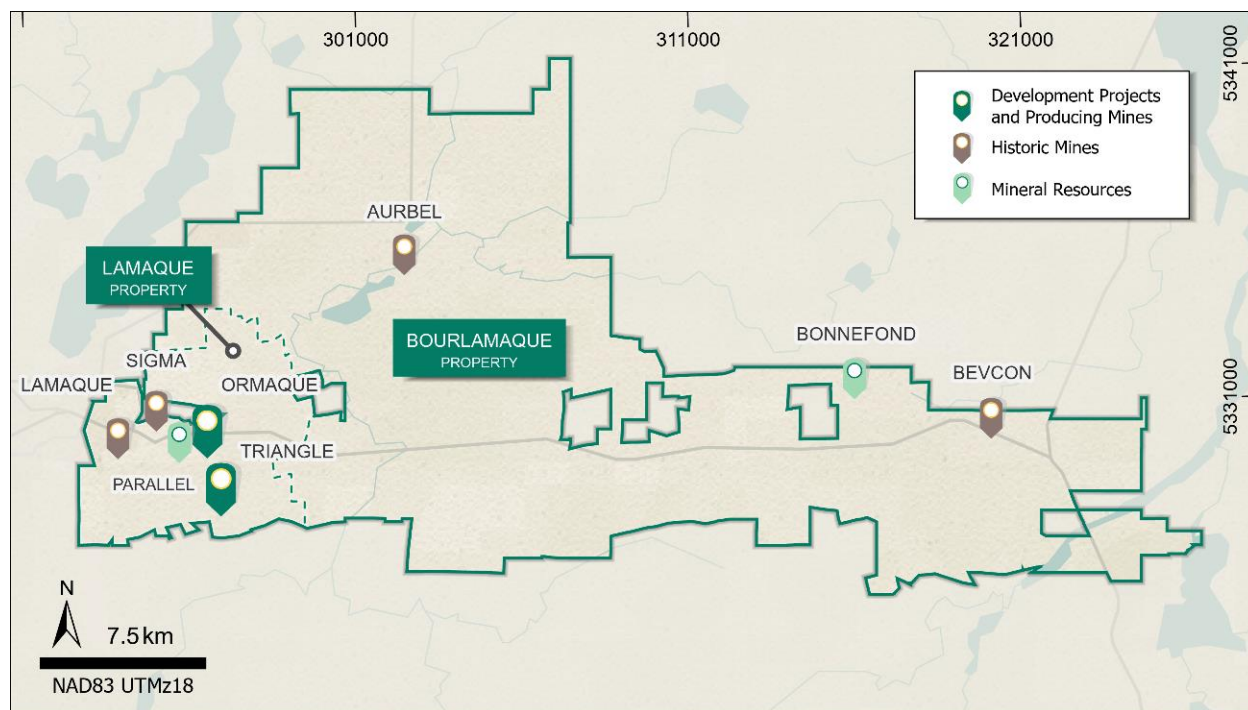 301000
311000
321000
5341000
Development Projects
and Producing Mines
Historic Mines
Mineral Resources
AURBEL
LAMAQUE
PROPERTY
BOURLAMAQUE
PROPERTY
BONNEFOND
SIGMA
BEVCON
LAMAQUE
ORMAQUE
5331000
TRIANGLE
PARALLEL
N
7.5 km
NAD83 UTMz18